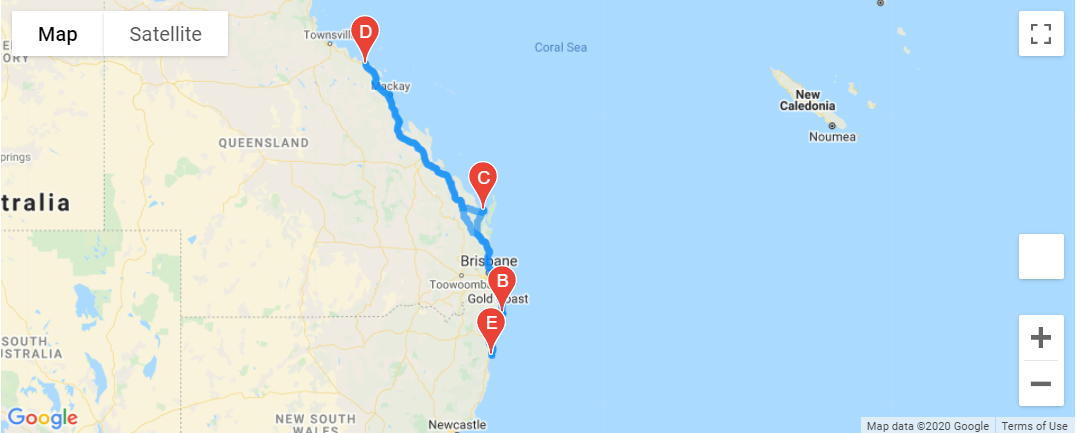 Map
Satellite
D
Townsvill
Coral Sea
ORY
Mackay
New
Caledonia
Noumea
QUEENSLAND
prings
C
tralia
Brisbane
Toowoomba
B
Gold Coast
E
SOUTH
USTRALIA
NEW SOUTH
WALES
Newcastle
Google
Map data ©2020 Google
Terms of Use